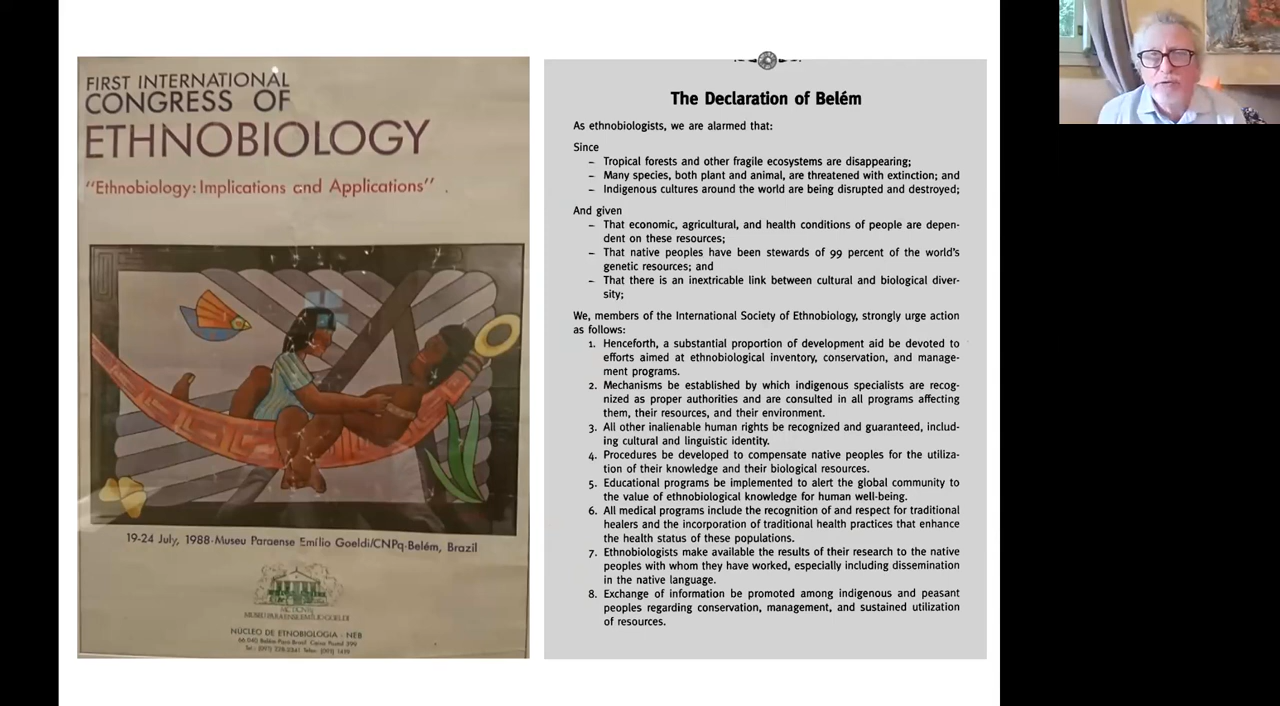 FIRST INTERNATIONAL
CONGRESS OF
ETHNOBIOLOGY
"Ethnobiology: Implications and Applications".
19-24 July, 1988·Museu Paraense Emílio Goeldi/CNPq·Belém, Brazil
MUSEU PARAENSE EMILIO GOELDI
NÚCLEO DE ETNOBIOLOGIA - NEB
The Declaration of Belém
As ethnobiologists, we are alarmed that:
Since
– Tropical forests and other fragile ecosystems are disappearing;
– Many species, both plant and animal, are threatened with extinction; and
– Indigenous cultures around the world are being disrupted and destroyed;
And given
– That economic, agricultural, and health conditions of people are depen-
dent on these resources;
– That native peoples have been stewards of 99 percent of the world's
genetic resources; and
– That there is an inextricable link between cultural and biological diver-
sity;
We, members of the International Society of Ethnobiology, strongly urge action
as follows:
1. Henceforth, a substantial proportion of development aid be devoted to
efforts aimed at ethnobiological inventory, conservation, and manage-
ment programs.
2. Mechanisms be established by which indigenous specialists are recog-
nized as proper authorities and are consulted in all programs affecting
them, their resources, and their environment.
3. All other inalienable human rights be recognized and guaranteed, includ-
ing cultural and linguistic identity.
4. Procedures be developed to compensate native peoples for the utiliza-
tion of their knowledge and their biological resources.
5. Educational programs be implemented to alert the global community to
the value of ethnobiological knowledge for human well-being.
6. All medical programs include the recognition of and respect for traditional
healers and the incorporation of traditional health practices that enhance
the health status of these populations.
7. Ethnobiologists make available the results of their research to the native
peoples with whom they have worked, especially including dissemination
in the native language.
8. Exchange of information be promoted among indigenous and peasant
peoples regarding conservation, management, and sustained utilization
of resources.